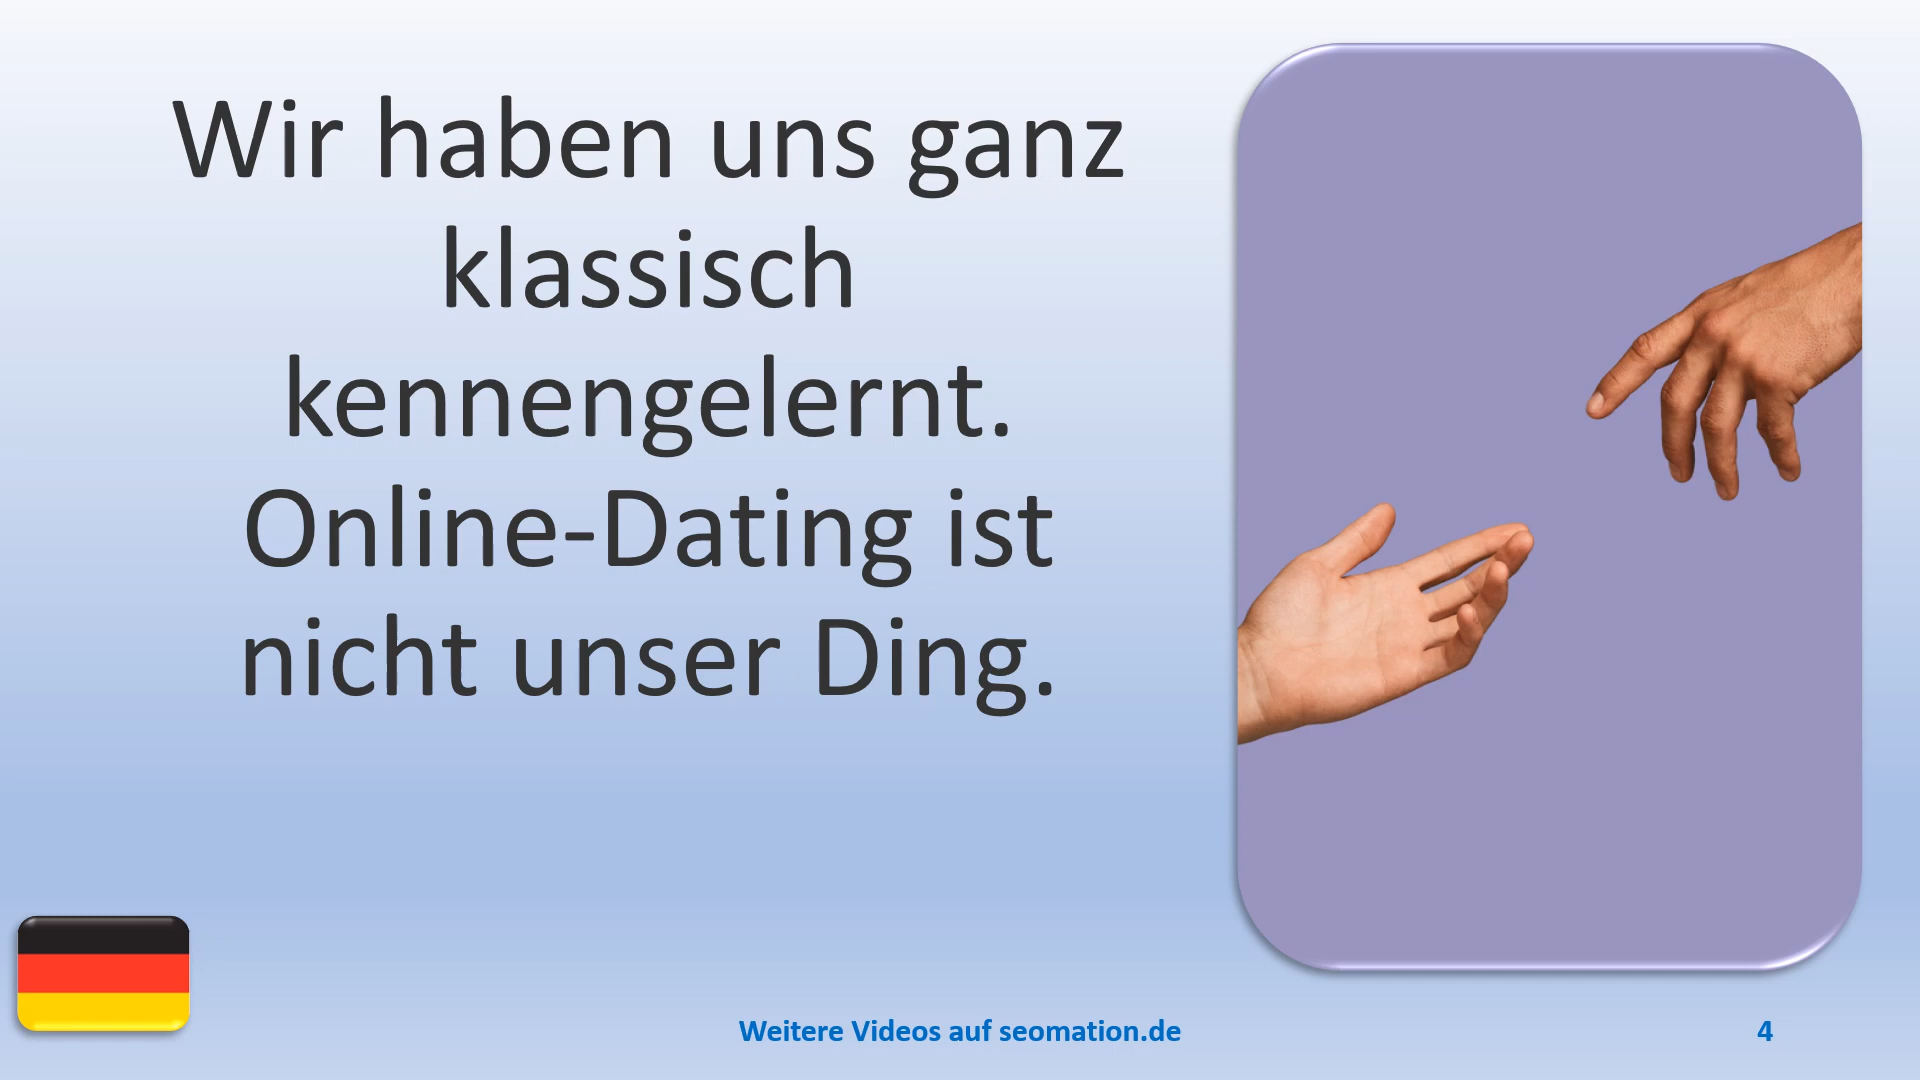 Wir haben uns ganz
klassisch
kennengelernt.
Online-Dating ist
nicht unser Ding.
Weitere Videos auf seomation.de
4